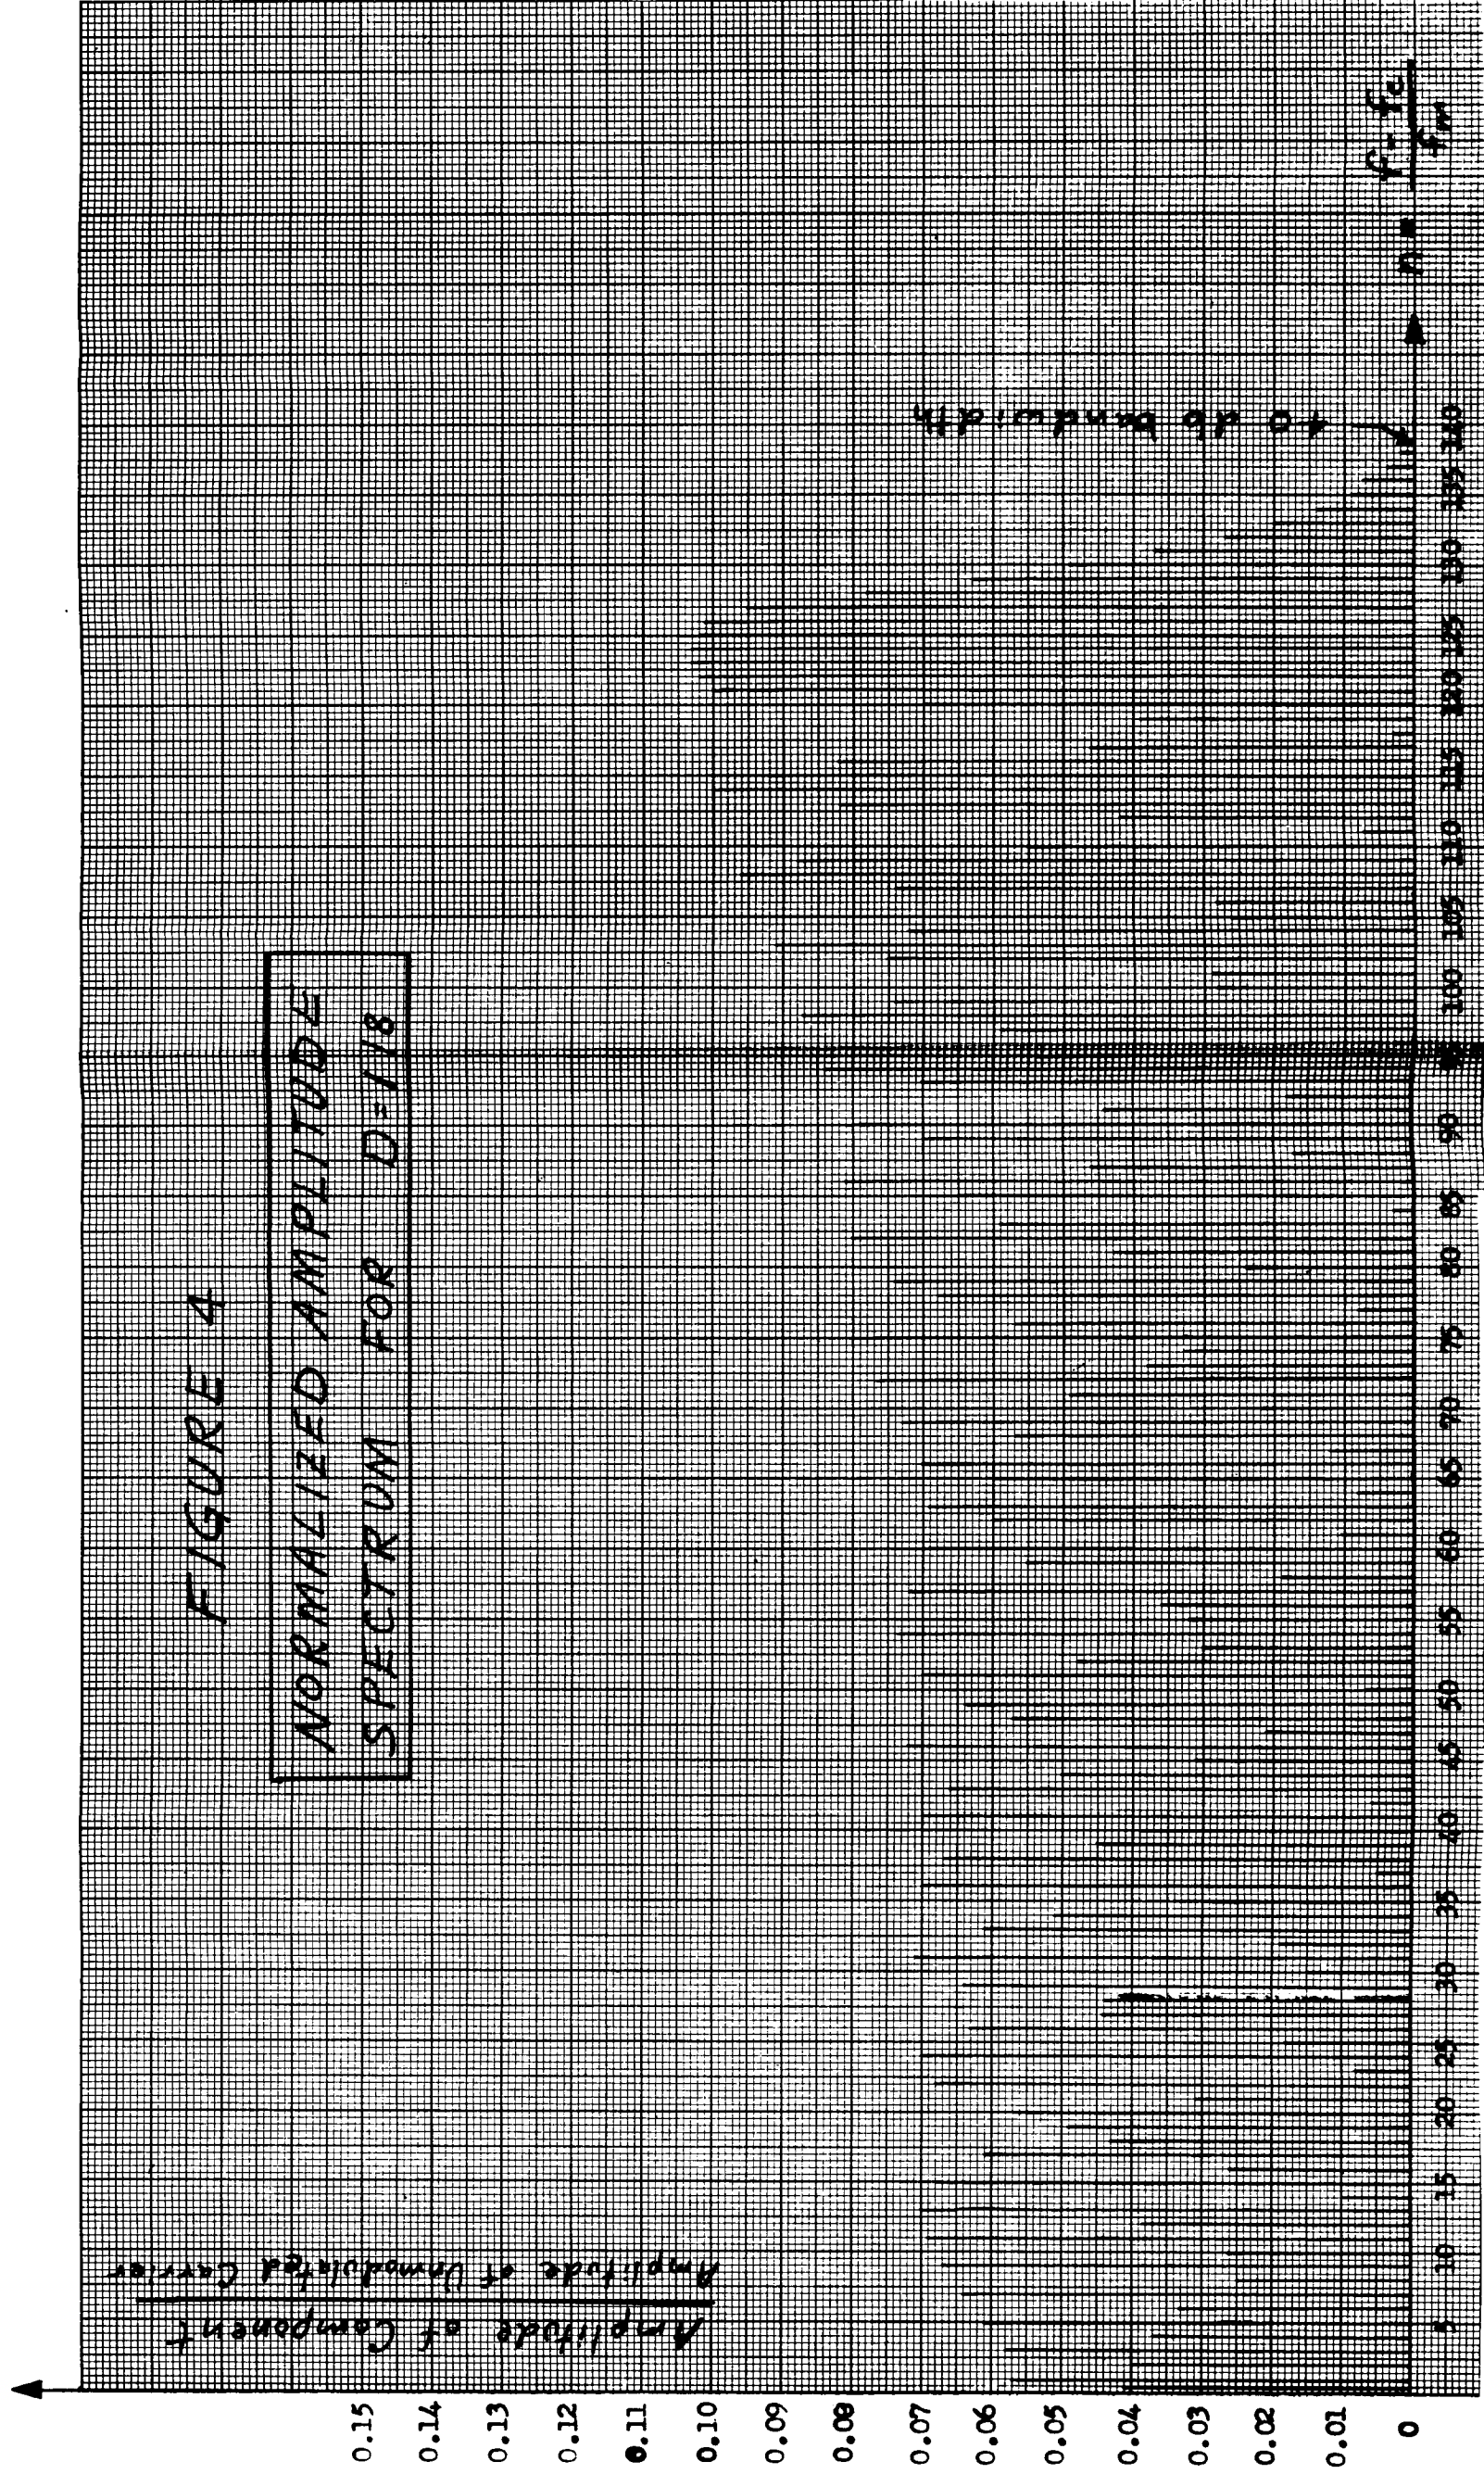 FIGURE 4
NORMALIZED AMPLITUDE
SPECTRUM FOR D=118
Amplitude of Component
Amplitude of Unmodulated Carrier
0.15
0.14
0.13
0.12
0.11
0.10
0.09
0.08
0.07
0.06
0.05
0.04
0.03
0.02
0.01
0
5 10 15 20 25 30 35 40 45 50 55 60 65 70 75 80 85 90 95 100 105 110 115 120 125 130 135 140
40 db bandwidth
n = f - fc
fm